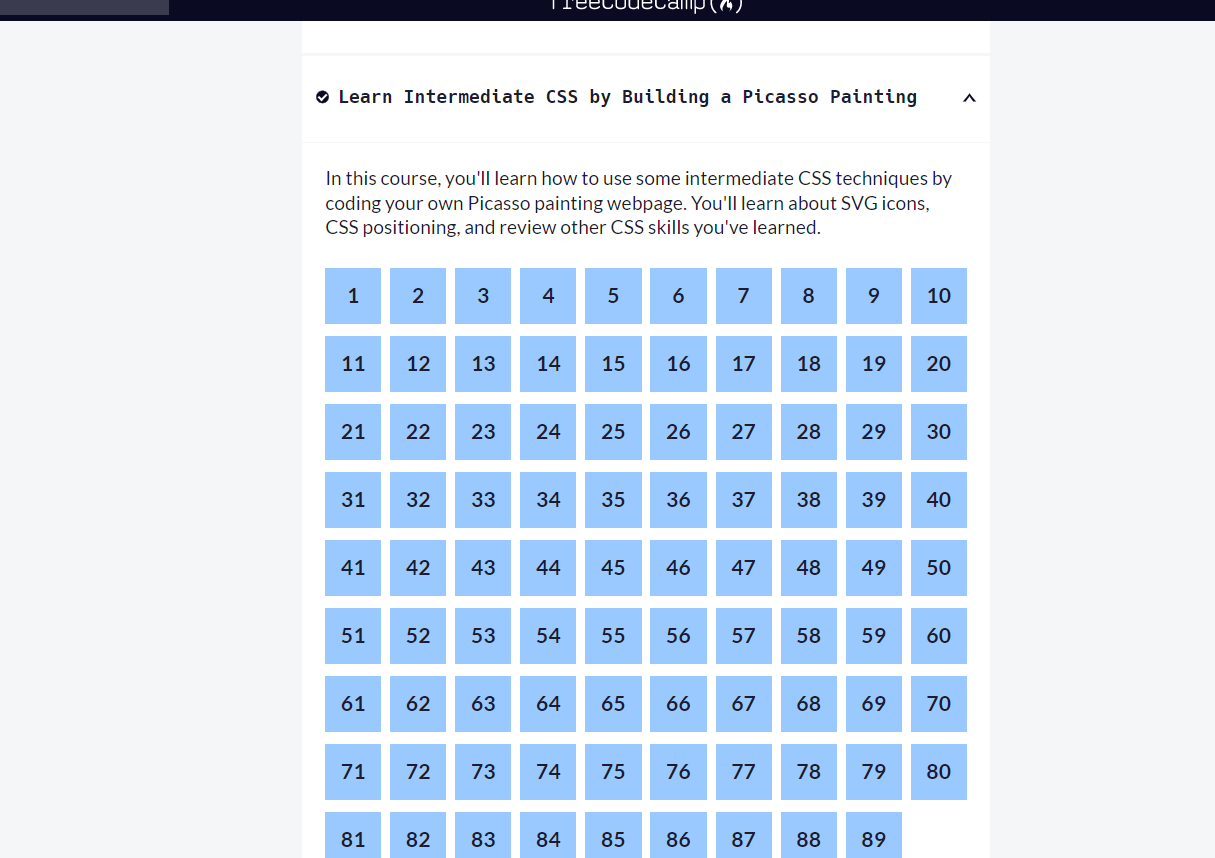 freeCodeCamp
Learn Intermediate CSS by Building a Picasso Painting
In this course, you'll learn how to use some intermediate CSS techniques by
coding your own Picasso painting webpage. You'll learn about SVG icons,
CSS positioning, and review other CSS skills you've learned.
1 2 3 4 5 6 7 8 9 10
11 12 13 14 15 16 17 18 19 20
21 22 23 24 25 26 27 28 29 30
31 32 33 34 35 36 37 38 39 40
41 42 43 44 45 46 47 48 49 50
51 52 53 54 55 56 57 58 59 60
61 62 63 64 65 66 67 68 69 70
71 72 73 74 75 76 77 78 79 80
81 82 83 84 85 86 87 88 89